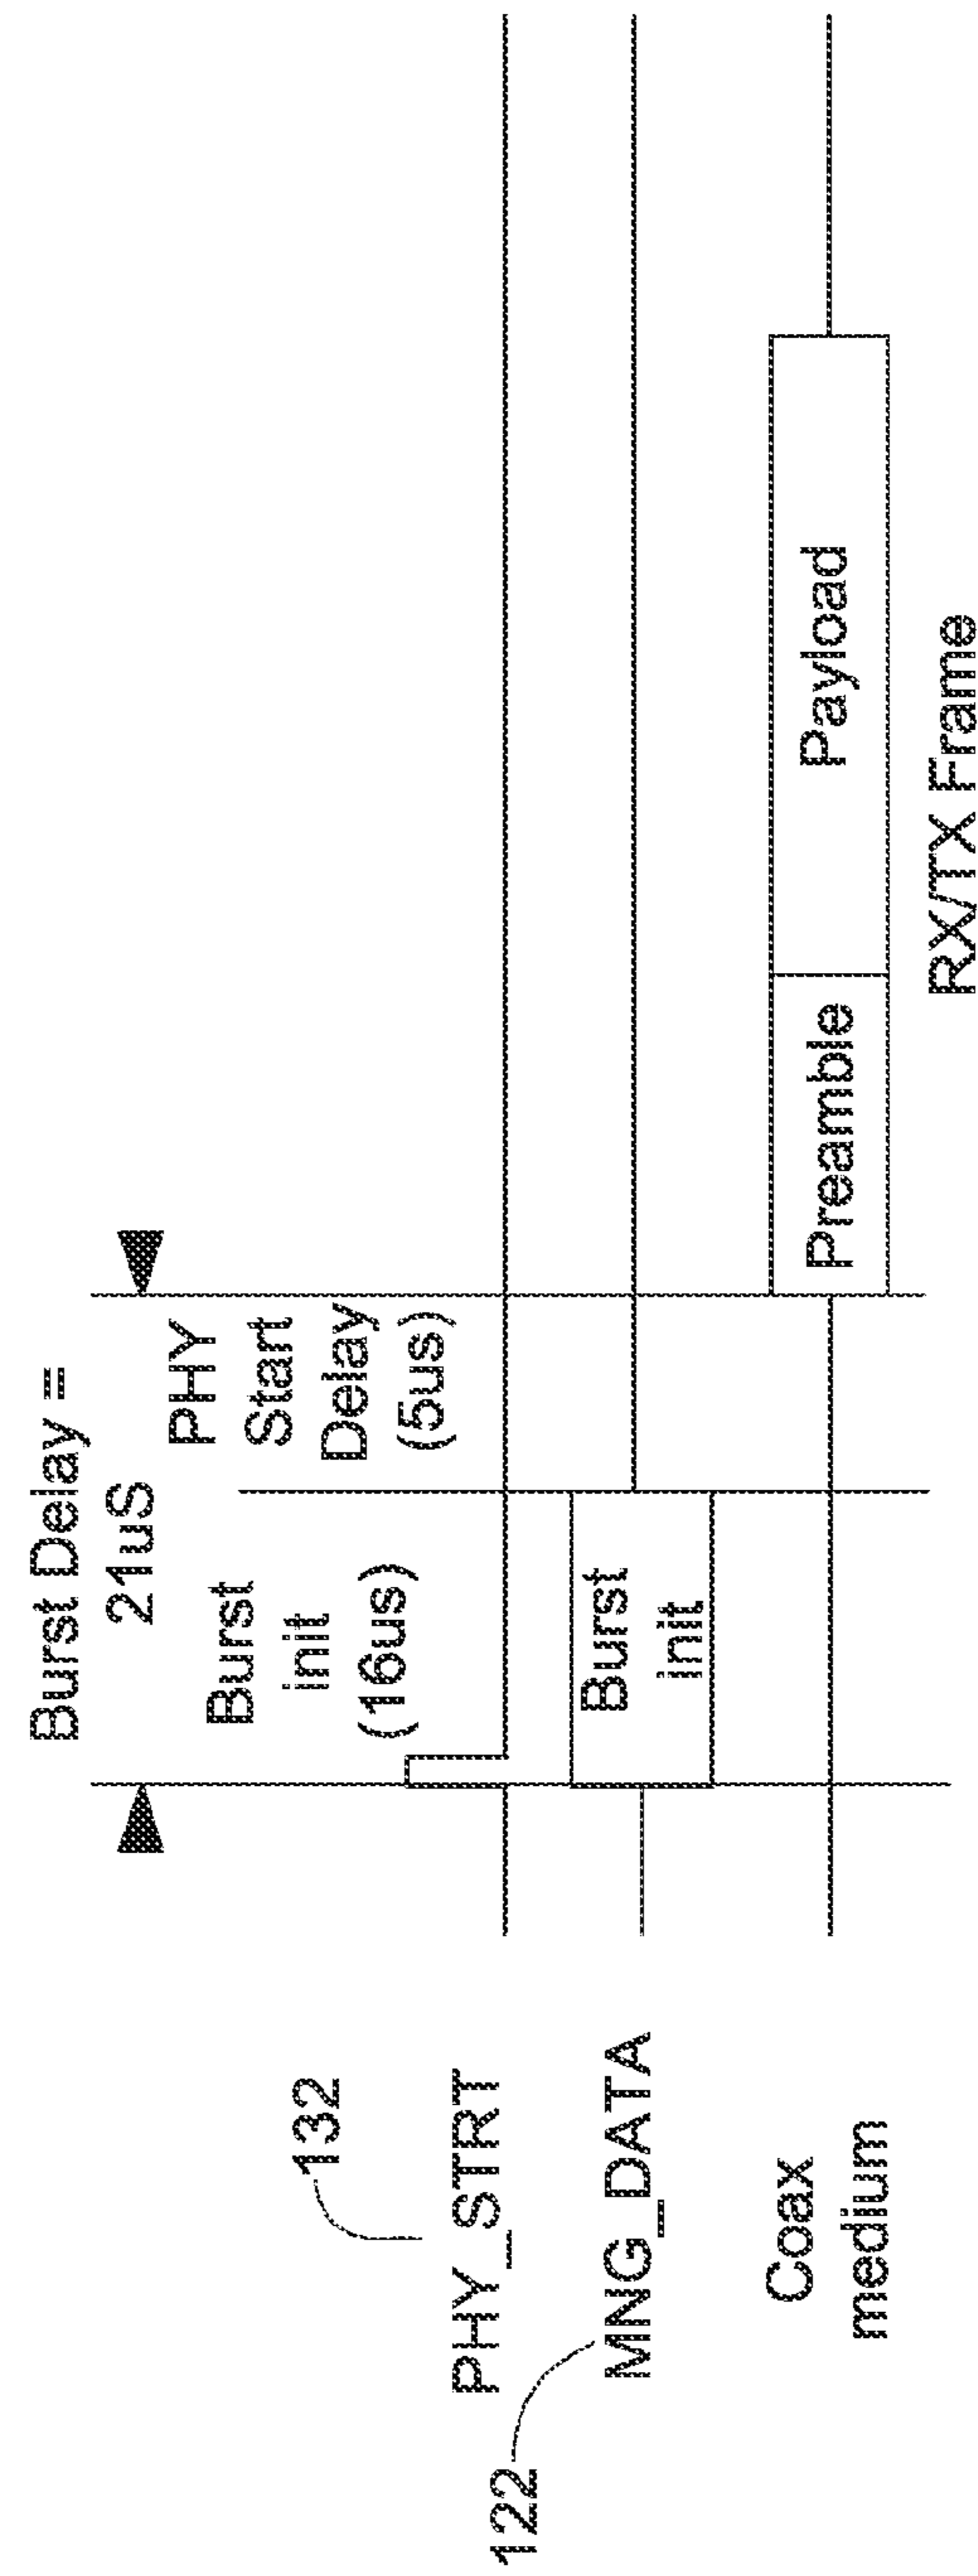 Burst Delay =
21uS
Burst
init
(16us)
PHY
Start
Delay
(5us)
132
PHY_STRT
122
MNG_DATA
Burst
init
Coax
medium
Preamble
Payload
RX/TX Frame